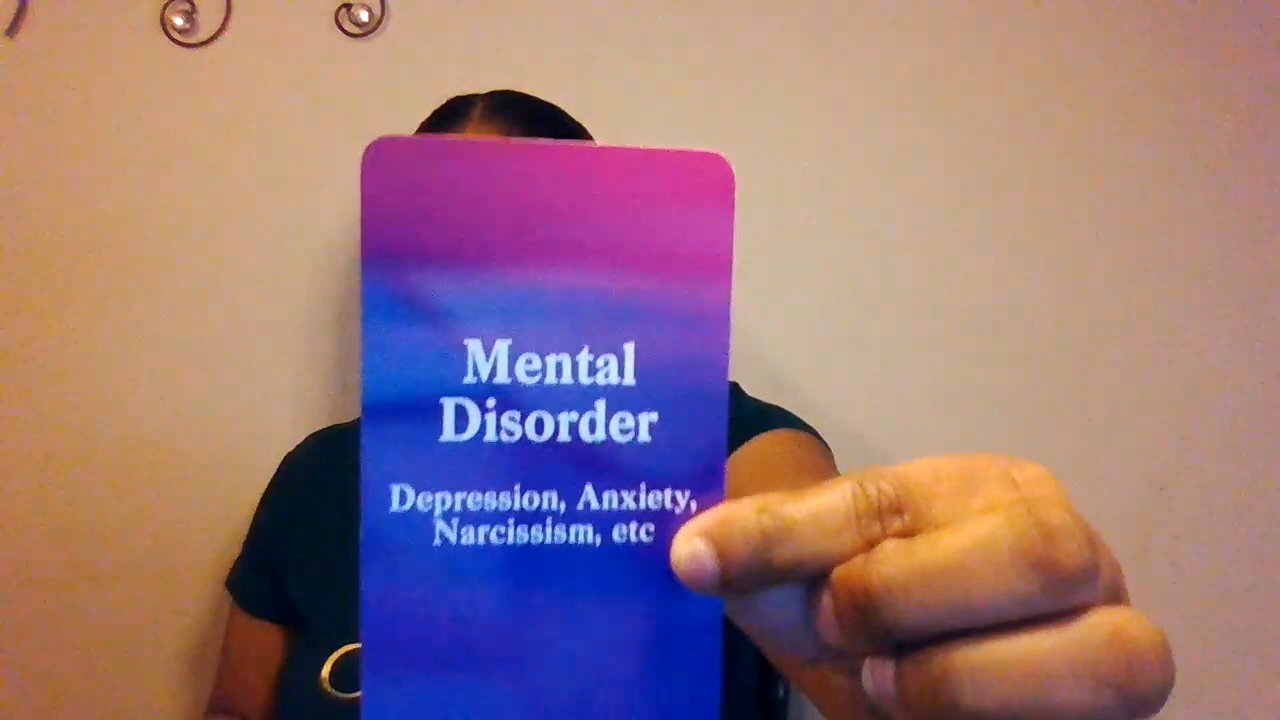 Mental
Disorder
Depression, Anxiety,
Narcissism, etc